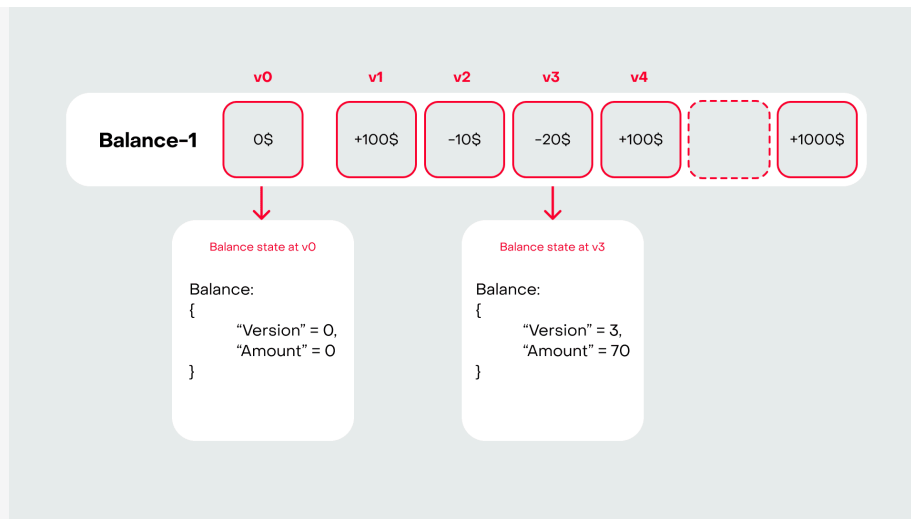 v0 v1 v2 v3 v4
Balance-1 0$ +100$ -10$ -20$ +100$ +1000$
Balance state at v0
Balance:
{
“Version” = 0,
“Amount” = 0
}
Balance state at v3
Balance:
{
“Version” = 3,
“Amount” = 70
}